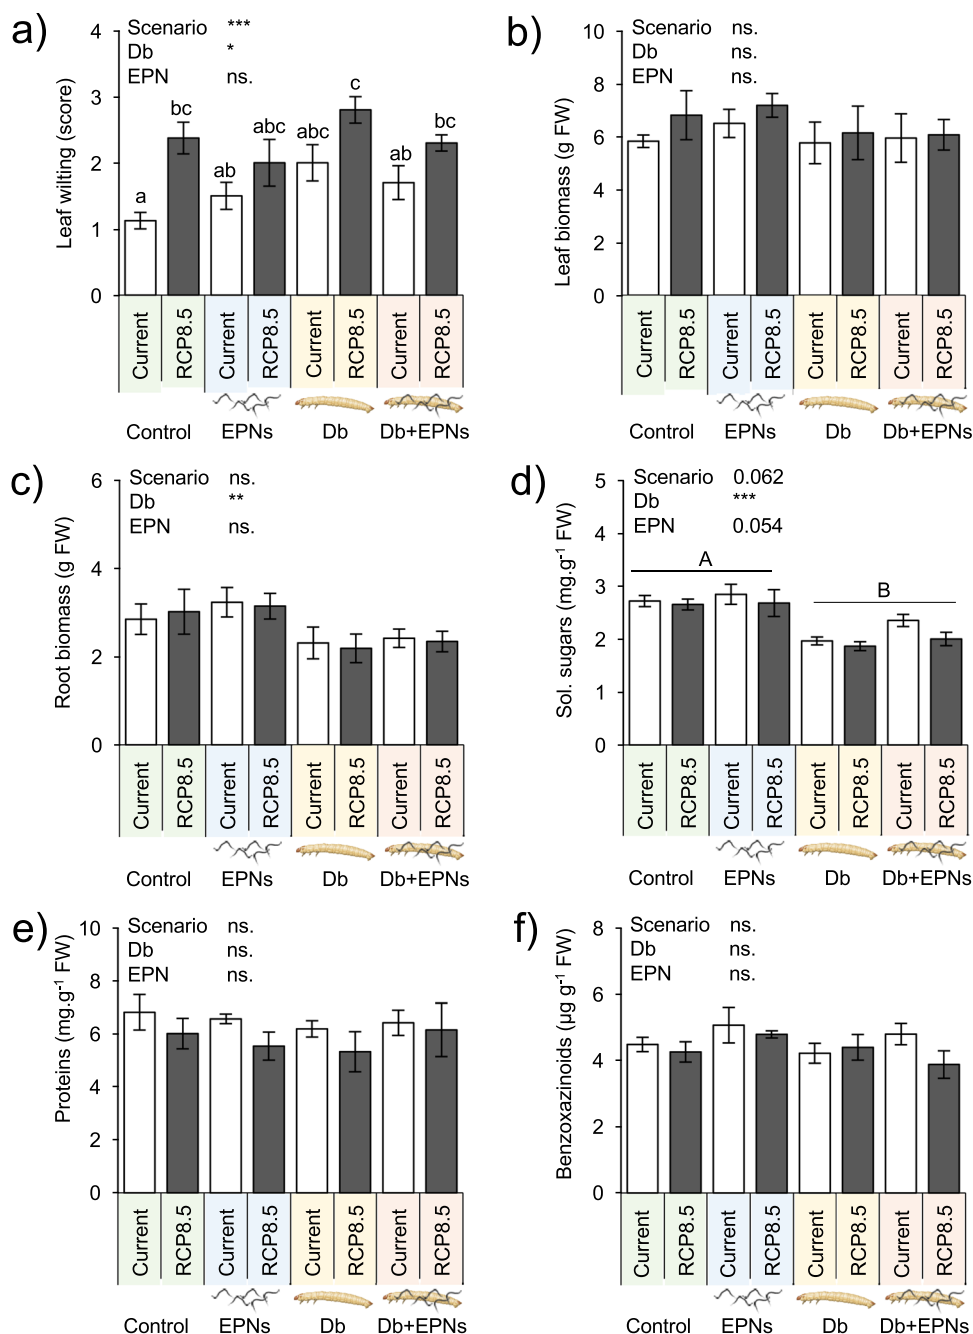 a)
Scenario ***
Db *
EPN ns.
Leaf wilting (score)
4
3
2
1
0
a
bc
ab
abc
abc
c
ab
bc
Current RCP8.5 Current RCP8.5 Current RCP8.5 Current RCP8.5
Control EPNs Db Db+EPNs
b)
Scenario ns.
Db ns.
EPN ns.
Leaf biomass (g FW)
10
8
6
4
2
0
Current RCP8.5 Current RCP8.5 Current RCP8.5 Current RCP8.5
Control EPNs Db Db+EPNs
c)
Scenario ns.
Db **
EPN ns.
Root biomass (g FW)
6
4
2
0
Current RCP8.5 Current RCP8.5 Current RCP8.5 Current RCP8.5
Control EPNs Db Db+EPNs
d)
Scenario 0.062
Db ***
EPN 0.054
Sol. sugars (mg.g⁻¹ FW)
5
4
3
2
1
0
A
B
Current RCP8.5 Current RCP8.5 Current RCP8.5 Current RCP8.5
Control EPNs Db Db+EPNs
e)
Scenario ns.
Db ns.
EPN ns.
Proteins (mg.g⁻¹ FW)
10
8
6
4
2
0
Current RCP8.5 Current RCP8.5 Current RCP8.5 Current RCP8.5
Control EPNs Db Db+EPNs
f)
Scenario ns.
Db ns.
EPN ns.
Benzoxazinoids (µg g⁻¹ FW)
8
6
4
2
0
Current RCP8.5 Current RCP8.5 Current RCP8.5 Current RCP8.5
Control EPNs Db Db+EPNs